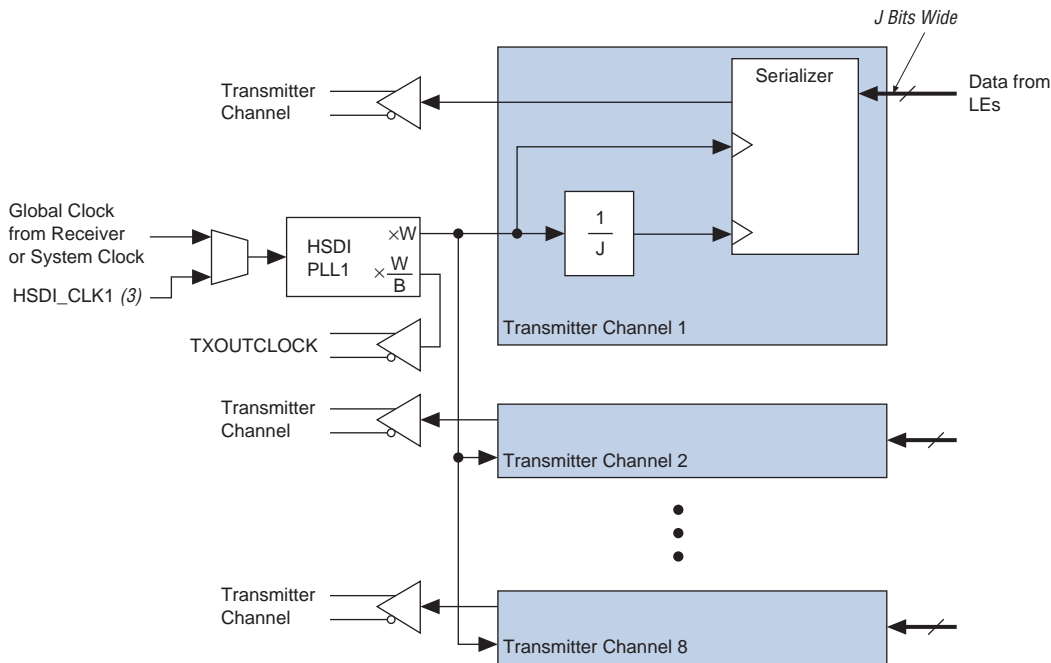 J Bits Wide
Serializer
Data from
LEs
Transmitter
Channel
Global Clock
from Receiver
or System Clock
HSDI_CLK1 (3)
HSDI
PLL1
×W
×W
B
1
J
Transmitter Channel 1
TXOUTCLOCK
Transmitter
Channel
Transmitter Channel 2
Transmitter
Channel
Transmitter Channel 8